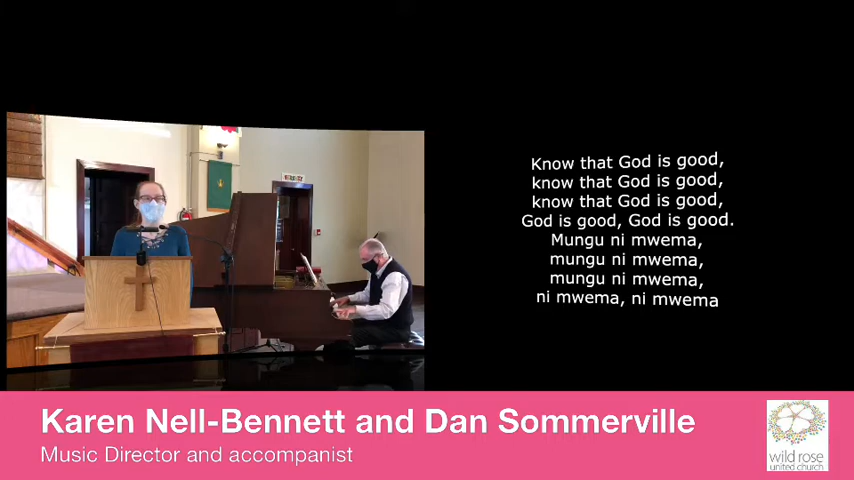 Know that God is good,
know that God is good,
know that God is good,
God is good, God is good.
Mungu ni mwema,
mungu ni mwema,
mungu ni mwema,
ni mwema, ni mwema
Karen Nell-Bennett and Dan Sommerville
Music Director and accompanist
wild rose
united church